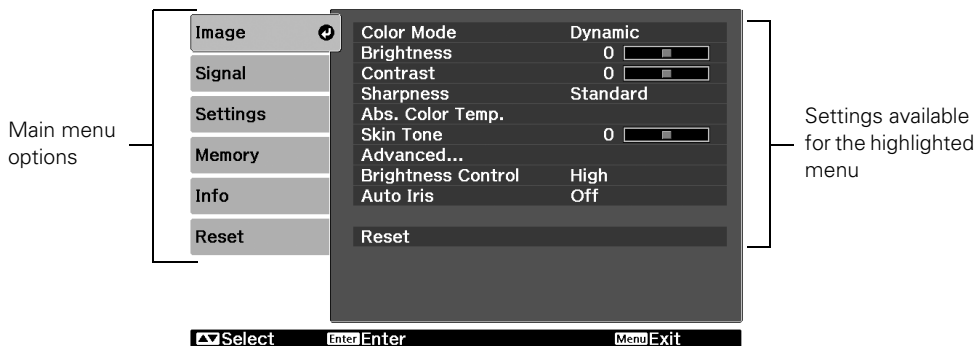 Main menu
options
Image
Signal
Settings
Memory
Info
Reset
Color Mode Dynamic
Brightness 0
Contrast 0
Sharpness Standard
Abs. Color Temp.
Skin Tone 0
Advanced...
Brightness Control High
Auto Iris Off
Reset
Settings available
for the highlighted
menu
Select Enter Enter Menu Exit